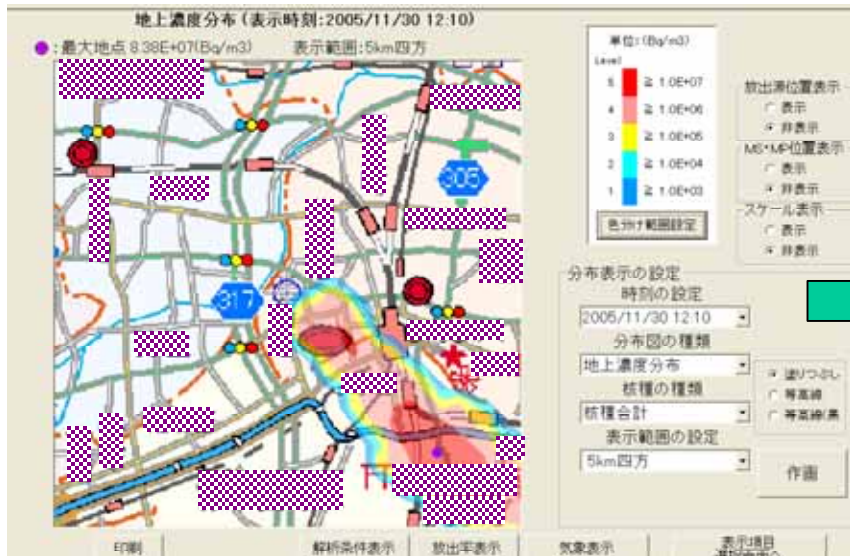 地上濃度分布 (表示時刻:2005/11/30 12:10)
:最大地点 8.38E+07(Bq/m3) 表示範囲:5km四方
305
317
単位:(Bq/m3)
Level
5 ≧ 1.0E+07
4 ≧ 1.0E+06
3 ≧ 1.0E+05
2 ≧ 1.0E+04
1 ≧ 1.0E+03
色分け範囲設定
放出源位置表示
表示
非表示
MS・MP位置表示
表示
非表示
スケール表示
表示
非表示
分布表示の設定
時刻の設定
2005/11/30 12:10
分布図の種類
地上濃度分布
核種の種類
核種合計
表示範囲の設定
5km四方
塗りつぶし
等高線
等高線(黒
作画
印刷
解析条件表示
放出率表示
気象表示
表示項目